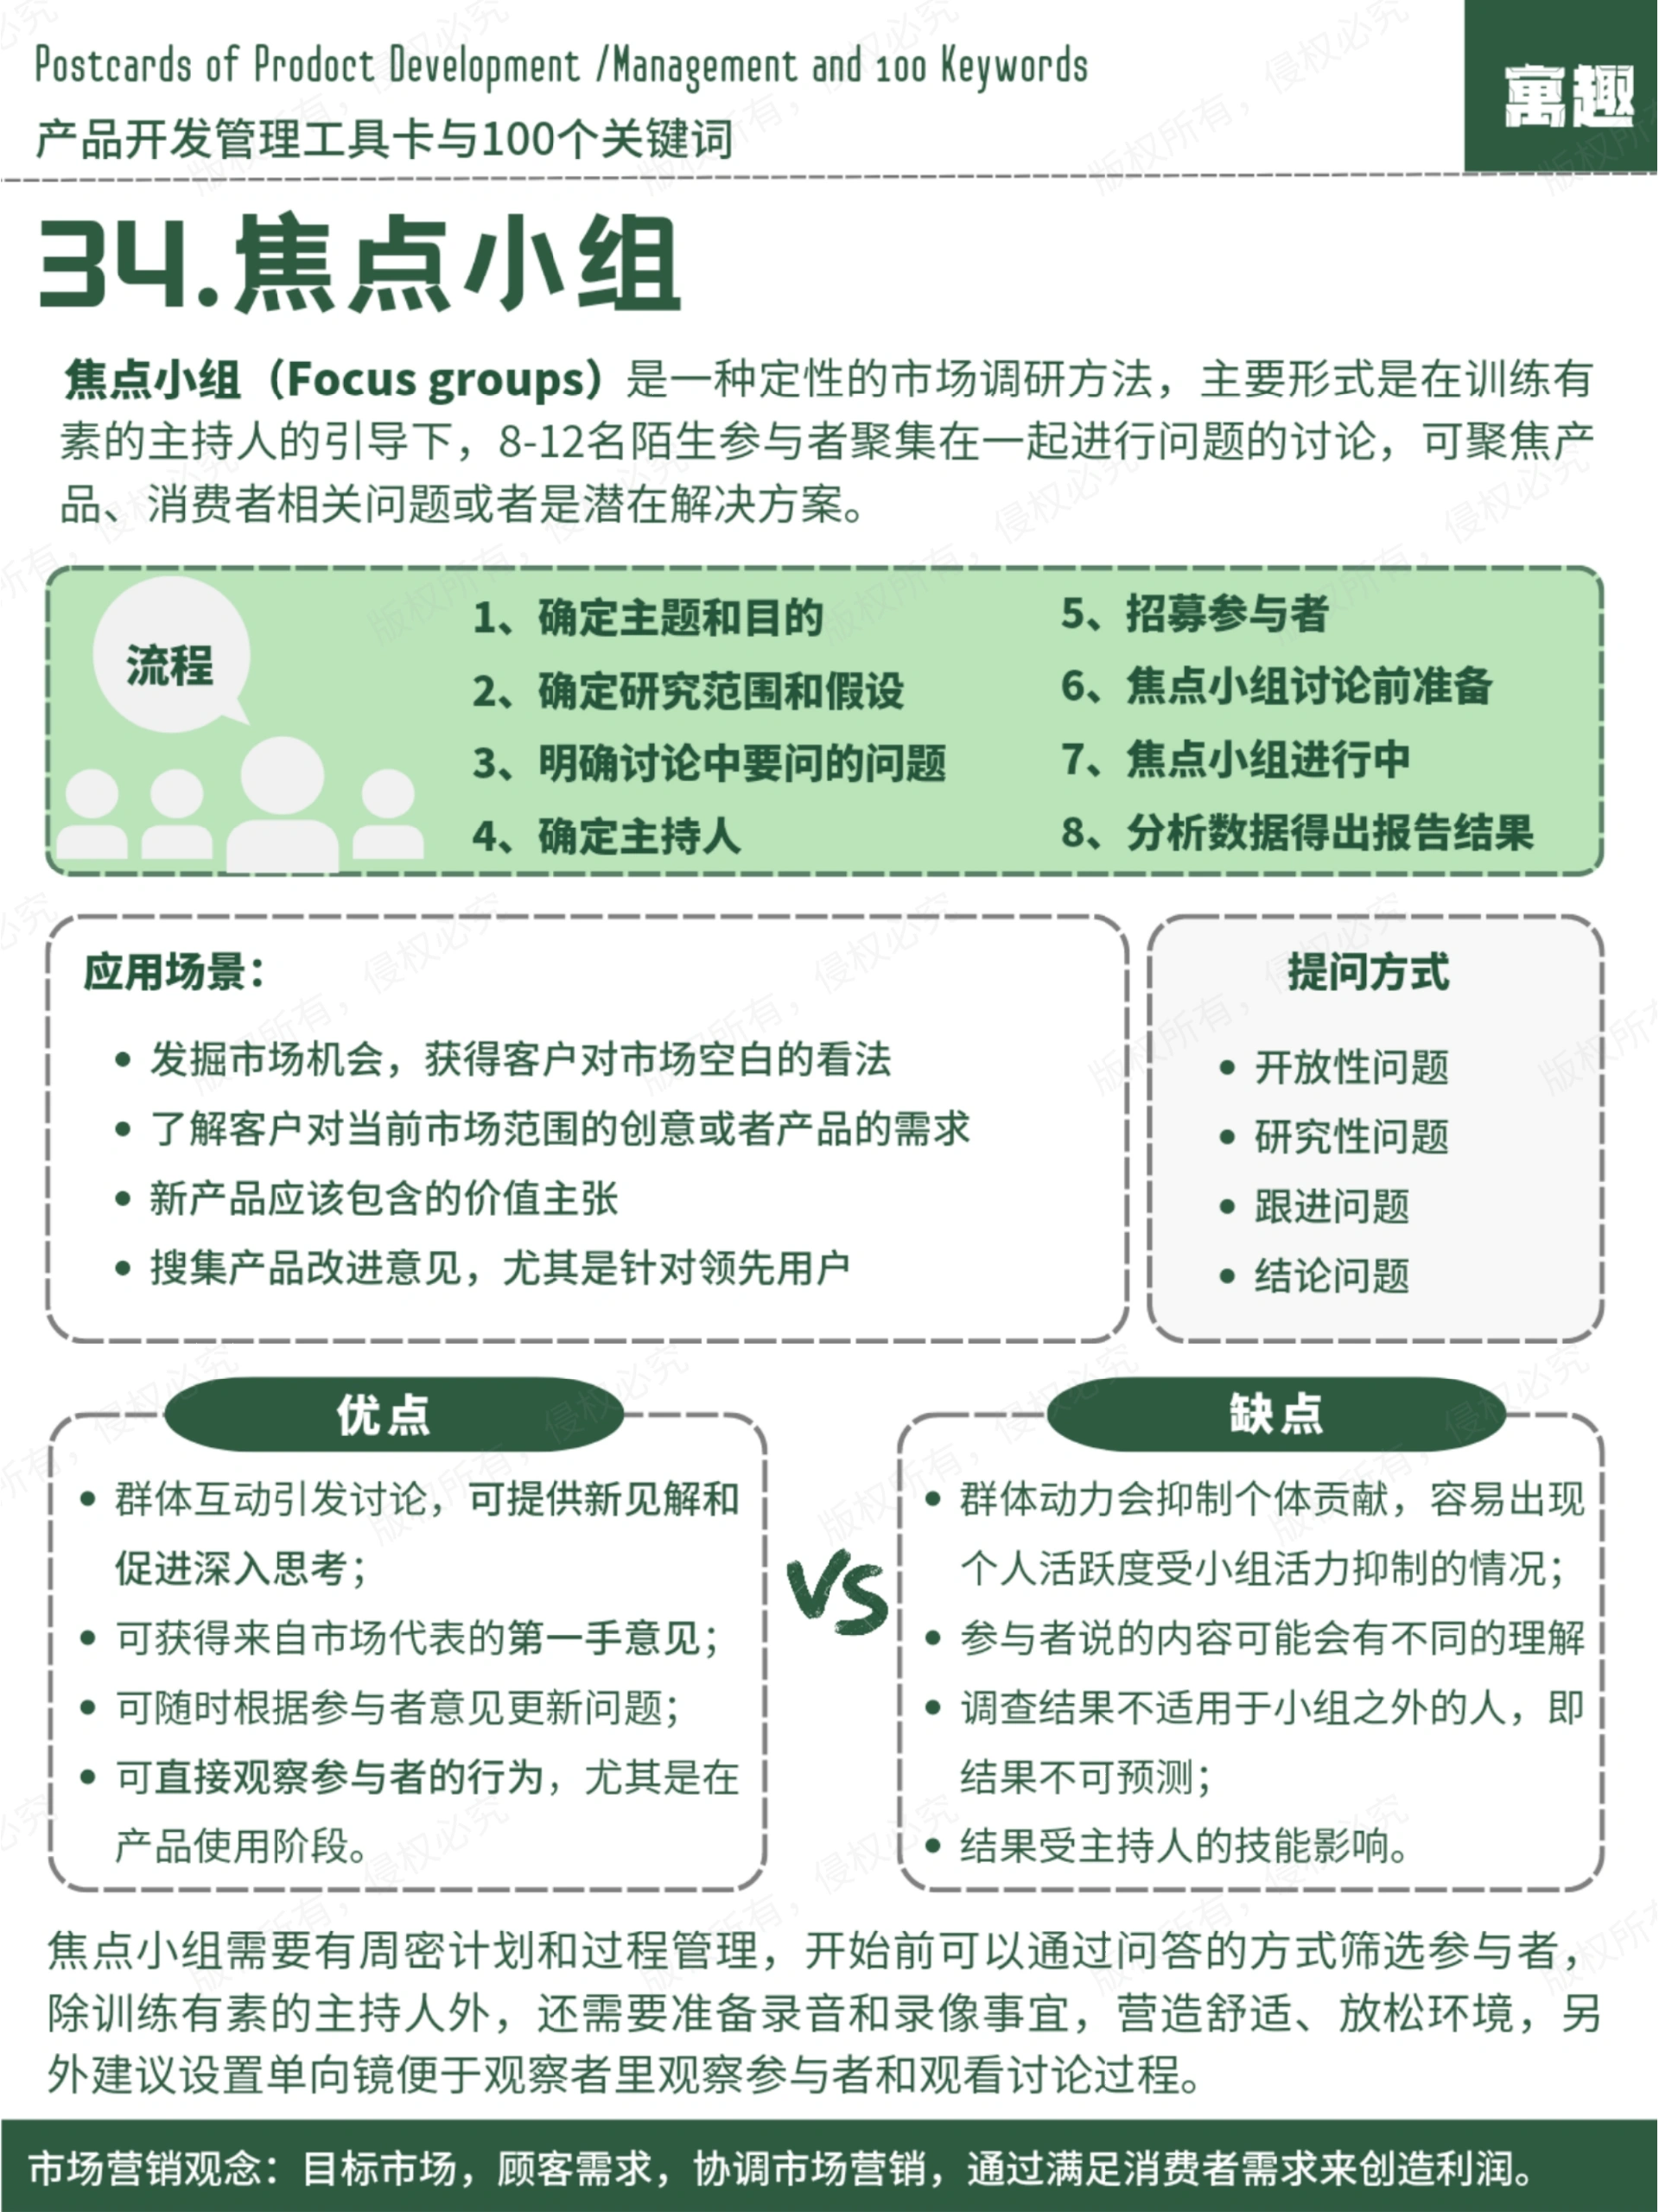 Postcards of Prodoct Development /Management and 100 Keywords
产品开发管理工具卡与100个关键词
寓趣
34.焦点小组
焦点小组（Focus groups）是一种定性的市场调研方法，主要形式是在训练有
素的主持人的引导下，8-12名陌生参与者聚集在一起进行问题的讨论，可聚焦产
品、消费者相关问题或者是潜在解决方案。
流程
1、确定主题和目的
2、确定研究范围和假设
3、明确讨论中要问的问题
4、确定主持人
5、招募参与者
6、焦点小组讨论前准备
7、焦点小组进行中
8、分析数据得出报告结果
应用场景：
• 发掘市场机会，获得客户对市场空白的看法
• 了解客户对当前市场范围的创意或者产品的需求
• 新产品应该包含的价值主张
• 搜集产品改进意见，尤其是针对领先用户
提问方式
• 开放性问题
• 研究性问题
• 跟进问题
• 结论问题
优点
• 群体互动引发讨论，可提供新见解和
促进深入思考；
• 可获得来自市场代表的第一手意见；
• 可随时根据参与者意见更新问题；
• 可直接观察参与者的行为，尤其是在
产品使用阶段。
VS
缺点
• 群体动力会抑制个体贡献，容易出现
个人活跃度受小组活力抑制的情况；
• 参与者说的内容可能会有不同的理解
• 调查结果不适用于小组之外的人，即
结果不可预测；
• 结果受主持人的技能影响。
焦点小组需要有周密计划和过程管理，开始前可以通过问答的方式筛选参与者，
除训练有素的主持人外，还需要准备录音和录像事宜，营造舒适、放松环境，另
外建议设置单向镜便于观察者里观察参与者和观看讨论过程。
市场营销观念：目标市场，顾客需求，协调市场营销，通过满足消费者需求来创造利润。
版权所有，侵权必究